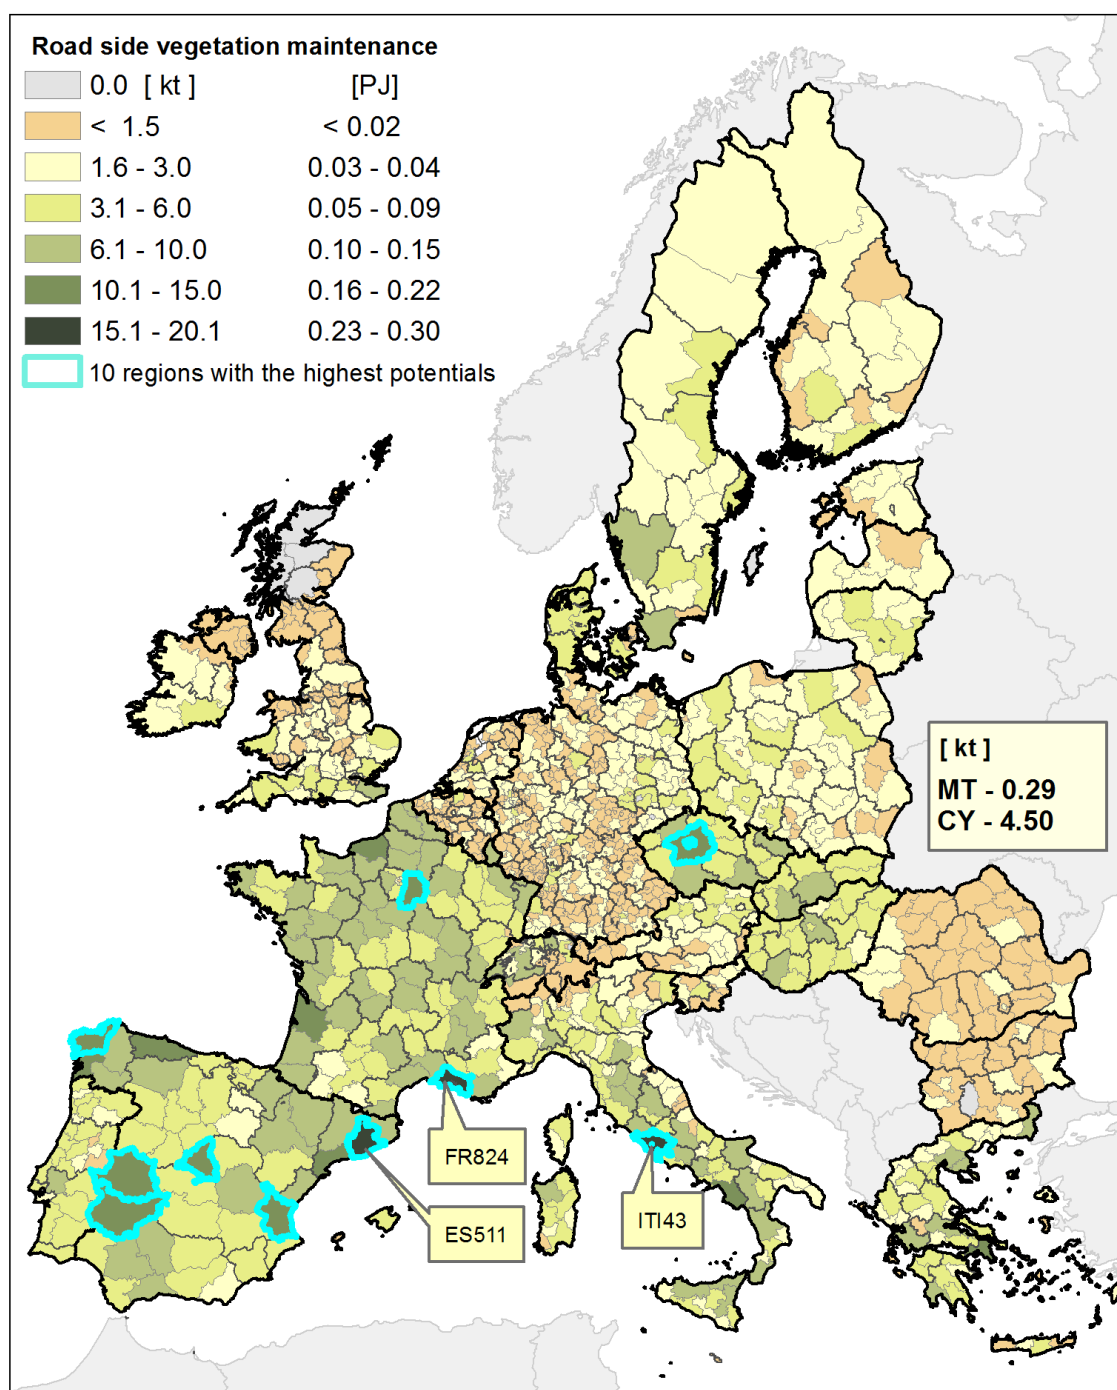 Road side vegetation maintenance
0.0 [ kt ] [PJ]
< 1.5 < 0.02
1.6 - 3.0 0.03 - 0.04
3.1 - 6.0 0.05 - 0.09
6.1 - 10.0 0.10 - 0.15
10.1 - 15.0 0.16 - 0.22
15.1 - 20.1 0.23 - 0.30
10 regions with the highest potentials
[ kt ]
MT - 0.29
CY - 4.50
FR824
ES511
ITI43